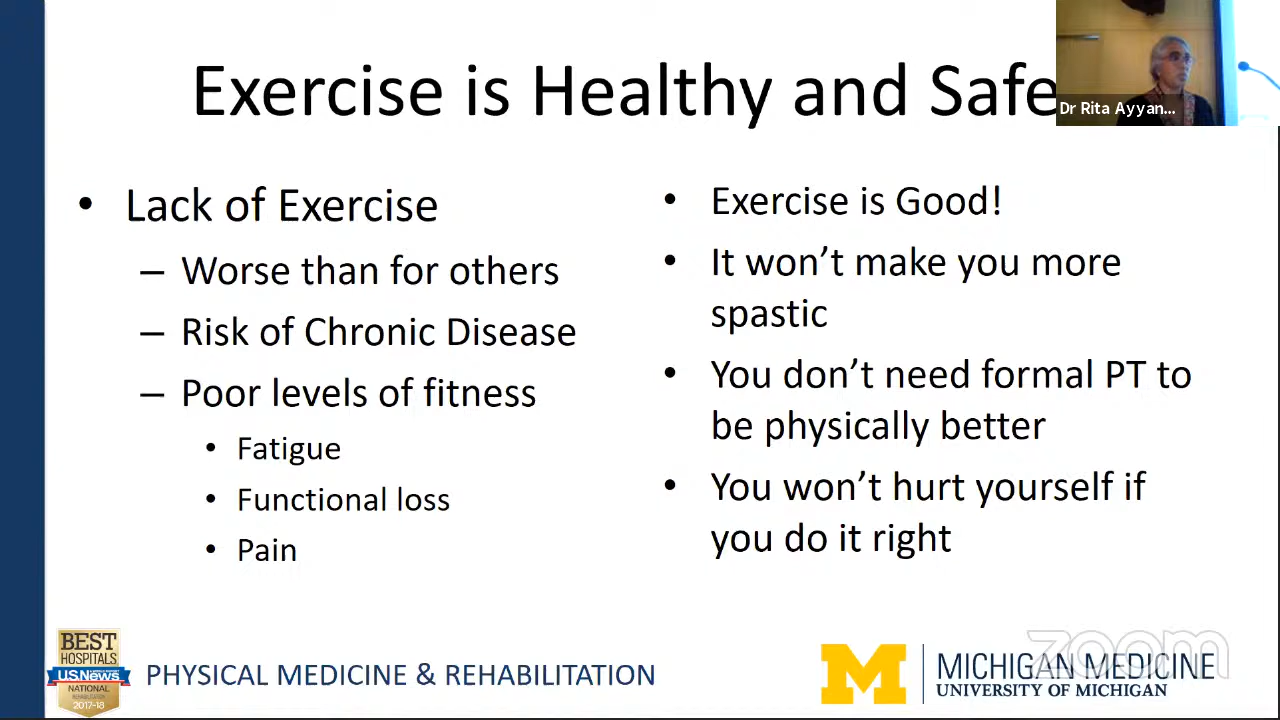 Exercise is Healthy and Safe
Dr Rita Ayyan...
• Lack of Exercise
– Worse than for others
– Risk of Chronic Disease
– Poor levels of fitness
• Fatigue
• Functional loss
• Pain
• Exercise is Good!
• It won’t make you more
spastic
• You don’t need formal PT to
be physically better
• You won’t hurt yourself if
you do it right
BEST
HOSPITALS
U.S.News
NATIONAL
REHABILITATION
2017-18
PHYSICAL MEDICINE & REHABILITATION
M
MICHIGAN MEDICINE
UNIVERSITY OF MICHIGAN
zoom